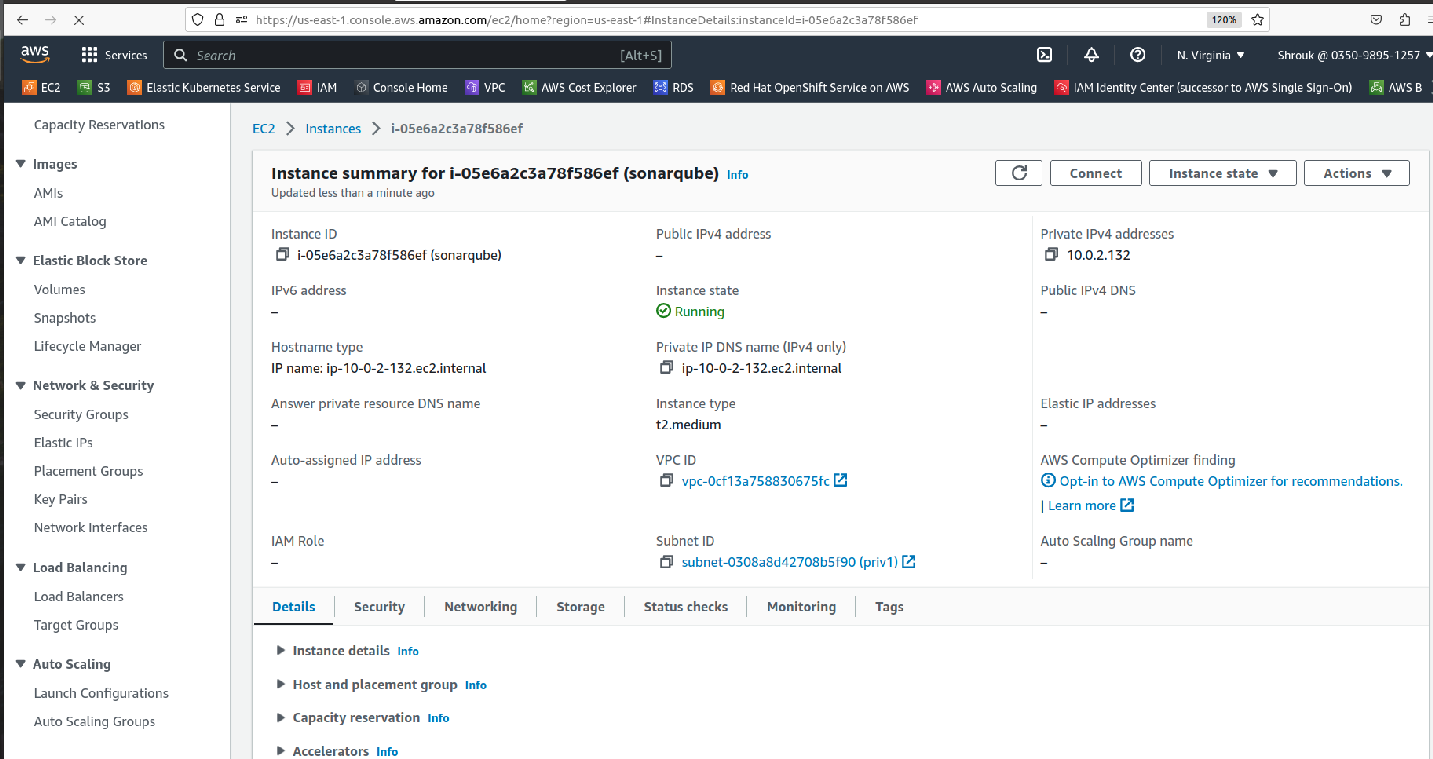 https://us-east-1.console.aws.amazon.com/ec2/home?region=us-east-1#InstanceDetails:instanceId=i-05e6a2c3a78f586ef 120%
aws Services Search [Alt+S] N. Virginia Shrouk @ 0350-9895-1257
EC2 S3 Elastic Kubernetes Service IAM Console Home VPC AWS Cost Explorer RDS Red Hat OpenShift Service on AWS AWS Auto Scaling IAM Identity Center (successor to AWS Single Sign-On) AWS B
Capacity Reservations
Images
AMIs
AMI Catalog
Elastic Block Store
Volumes
Snapshots
Lifecycle Manager
Network & Security
Security Groups
Elastic IPs
Placement Groups
Key Pairs
Network Interfaces
Load Balancing
Load Balancers
Target Groups
Auto Scaling
Launch Configurations
Auto Scaling Groups
EC2 Instances i-05e6a2c3a78f586ef
Instance summary for i-05e6a2c3a78f586ef (sonarqube) Info
Updated less than a minute ago
Connect Instance state Actions
Instance ID
i-05e6a2c3a78f586ef (sonarqube)
Public IPv4 address
–
Private IPv4 addresses
10.0.2.132
IPv6 address
–
Instance state
Running
Public IPv4 DNS
–
Hostname type
IP name: ip-10-0-2-132.ec2.internal
Private IP DNS name (IPv4 only)
ip-10-0-2-132.ec2.internal
Answer private resource DNS name
–
Instance type
t2.medium
Elastic IP addresses
–
Auto-assigned IP address
–
VPC ID
vpc-0cf13a758830675fc
AWS Compute Optimizer finding
Opt-in to AWS Compute Optimizer for recommendations.
| Learn more
IAM Role
–
Subnet ID
subnet-0308a8d42708b5f90 (priv1)
Auto Scaling Group name
–
Details Security Networking Storage Status checks Monitoring Tags
Instance details Info
Host and placement group Info
Capacity reservation Info
Accelerators Info